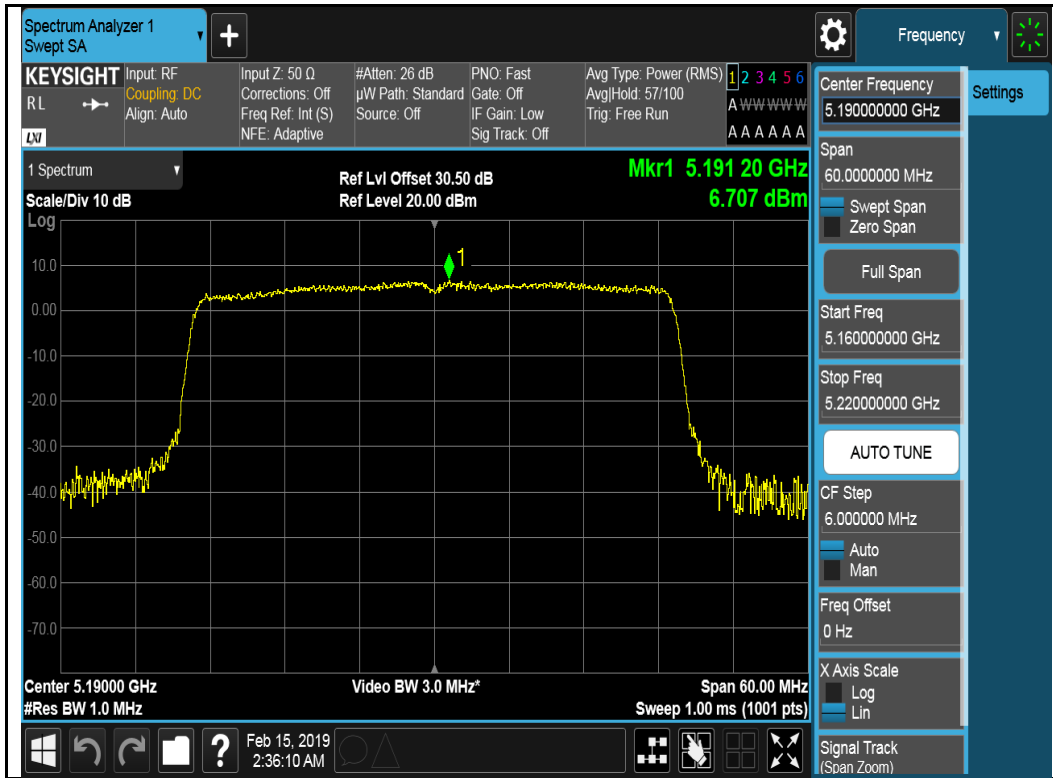 Spectrum Analyzer 1
Swept SA
+
Frequency
KEYSIGHT
RL
LXI
Input: RF
Coupling: DC
Align: Auto
Input Z: 50 Ω
Corrections: Off
Freq Ref: Int (S)
NFE: Adaptive
#Atten: 26 dB
µW Path: Standard
Source: Off
PNO: Fast
Gate: Off
IF Gain: Low
Sig Track: Off
Avg Type: Power (RMS)
Avg|Hold: 57/100
Trig: Free Run
1 2 3 4 5 6
A W W W W W
A A A A A A
1 Spectrum
Scale/Div 10 dB
Log
Ref Lvl Offset 30.50 dB
Ref Level 20.00 dBm
Mkr1 5.191 20 GHz
6.707 dBm
1
10.0
0.00
-10.0
-20.0
-30.0
-40.0
-50.0
-60.0
-70.0
Center 5.19000 GHz
#Res BW 1.0 MHz
Video BW 3.0 MHz*
Span 60.00 MHz
Sweep 1.00 ms (1001 pts)
?
Feb 15, 2019
2:36:10 AM
Center Frequency
5.190000000 GHz
Span
60.0000000 MHz
Swept Span
Zero Span
Full Span
Start Freq
5.160000000 GHz
Stop Freq
5.220000000 GHz
AUTO TUNE
CF Step
6.000000 MHz
Auto
Man
Freq Offset
0 Hz
X Axis Scale
Log
Lin
Signal Track
(Span Zoom)
Settings